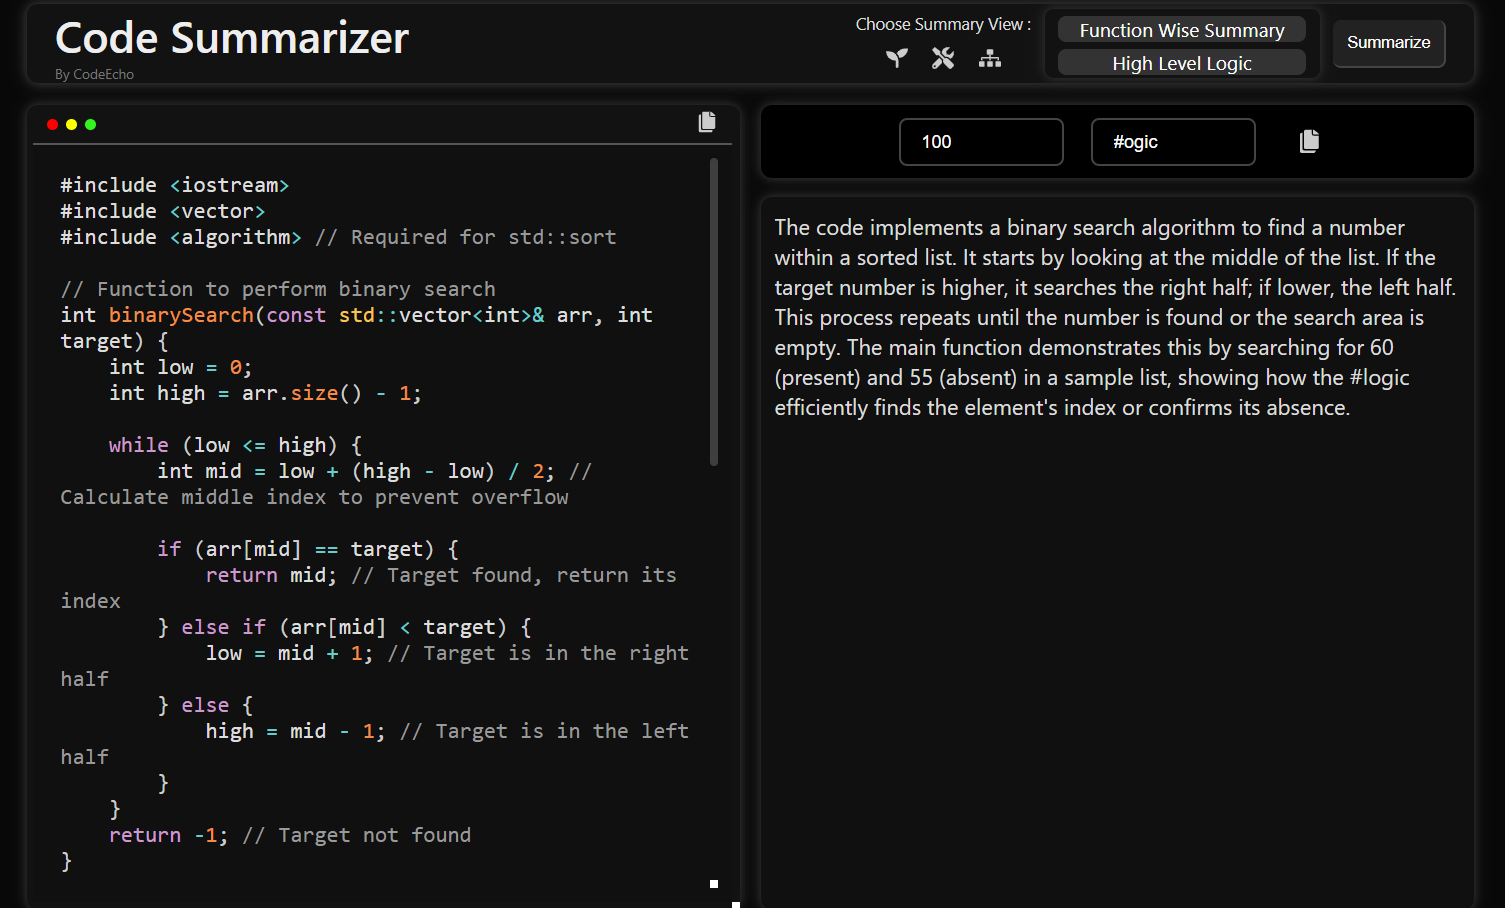 Code Summarizer
By CodeEcho
Choose Summary View :
Function Wise Summary
High Level Logic
Summarize
#include <iostream>
#include <vector>
#include <algorithm> // Required for std::sort
// Function to perform binary search
int binarySearch(const std::vector<int>& arr, int
target) {
    int low = 0;
    int high = arr.size() - 1;
    while (low <= high) {
        int mid = low + (high - low) / 2; //
Calculate middle index to prevent overflow
        if (arr[mid] == target) {
            return mid; // Target found, return its
index
        } else if (arr[mid] < target) {
            low = mid + 1; // Target is in the right
half
        } else {
            high = mid - 1; // Target is in the left
half
        }
    }
    return -1; // Target not found
}
100
#ogic
The code implements a binary search algorithm to find a number
within a sorted list. It starts by looking at the middle of the list. If the
target number is higher, it searches the right half; if lower, the left half.
This process repeats until the number is found or the search area is
empty. The main function demonstrates this by searching for 60
(present) and 55 (absent) in a sample list, showing how the #logic
efficiently finds the element's index or confirms its absence.